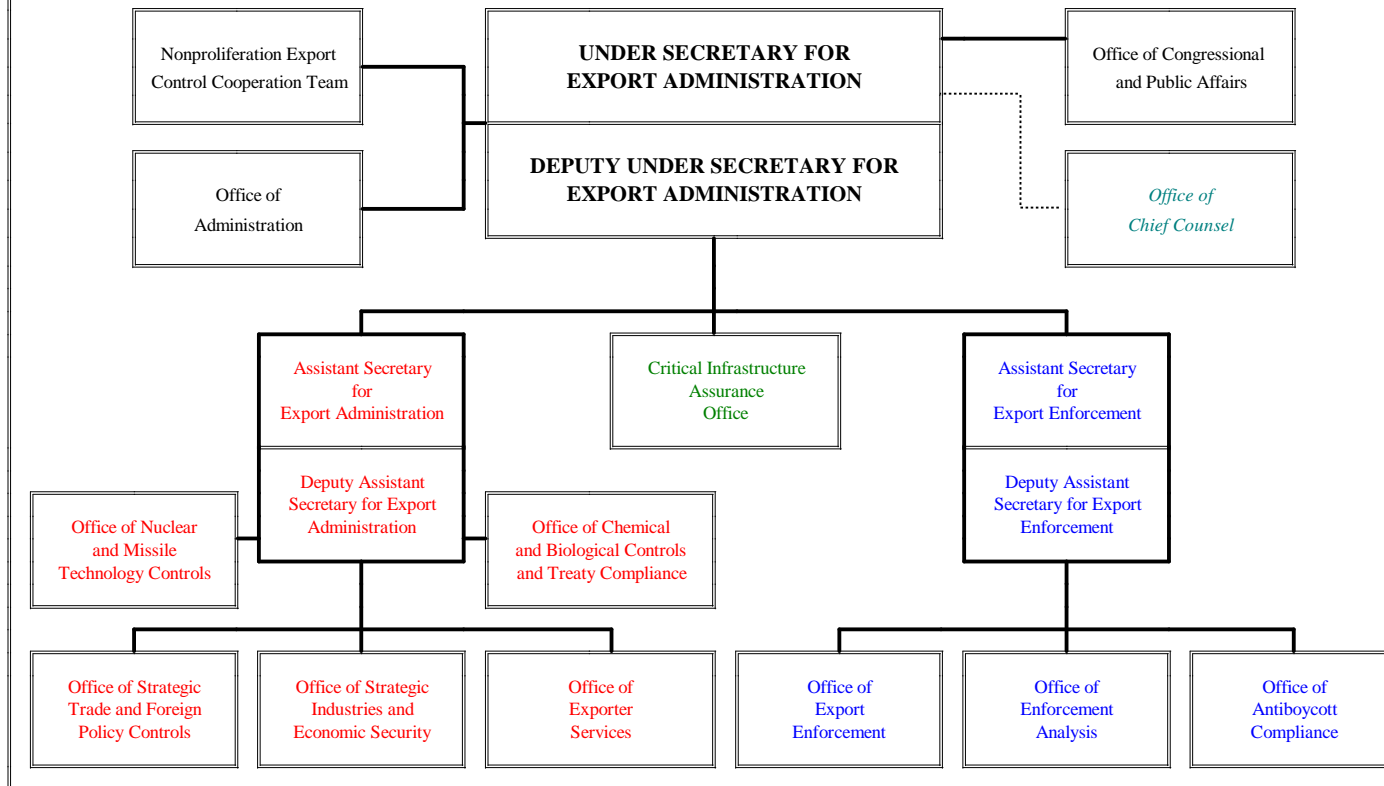 Nonproliferation Export
Control Cooperation Team
UNDER SECRETARY FOR
EXPORT ADMINISTRATION
Office of Congressional
and Public Affairs
Office of
Administration
DEPUTY UNDER SECRETARY FOR
EXPORT ADMINISTRATION
Office of
Chief Counsel
Assistant Secretary
for
Export Administration
Critical Infrastructure
Assurance
Office
Assistant Secretary
for
Export Enforcement
Deputy Assistant
Secretary for Export
Administration
Deputy Assistant
Secretary for Export
Enforcement
Office of Nuclear
and Missile
Technology Controls
Office of Chemical
and Biological Controls
and Treaty Compliance
Office of Strategic
Trade and Foreign
Policy Controls
Office of Strategic
Industries and
Economic Security
Office of
Exporter
Services
Office of
Export
Enforcement
Office of
Enforcement
Analysis
Office of
Antiboycott
Compliance